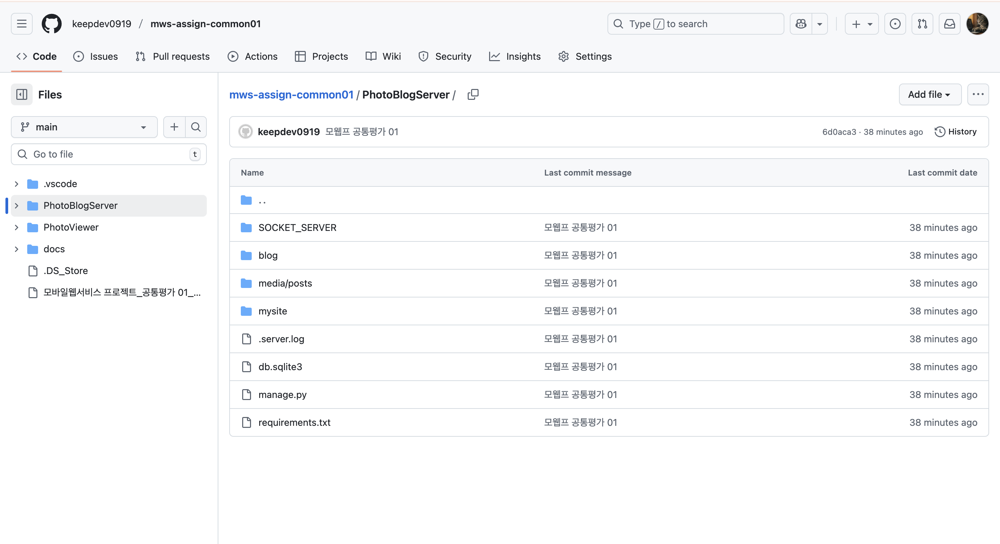 keepdev0919 / mws-assign-common01
Type / to search
Code Issues Pull requests Actions Projects Wiki Security Insights Settings
Files
main
Go to file t
.vscode
PhotoBlogServer
PhotoViewer
docs
.DS_Store
모바일웹서비스 프로젝트_공통평가 01_...
mws-assign-common01 / PhotoBlogServer /
Add file
keepdev0919 모웹프 공통평가 01 6d0aca3 · 38 minutes ago History
Name Last commit message Last commit date
..
SOCKET_SERVER 모웹프 공통평가 01 38 minutes ago
blog 모웹프 공통평가 01 38 minutes ago
media/posts 모웹프 공통평가 01 38 minutes ago
mysite 모웹프 공통평가 01 38 minutes ago
.server.log 모웹프 공통평가 01 38 minutes ago
db.sqlite3 모웹프 공통평가 01 38 minutes ago
manage.py 모웹프 공통평가 01 38 minutes ago
requirements.txt 모웹프 공통평가 01 38 minutes ago